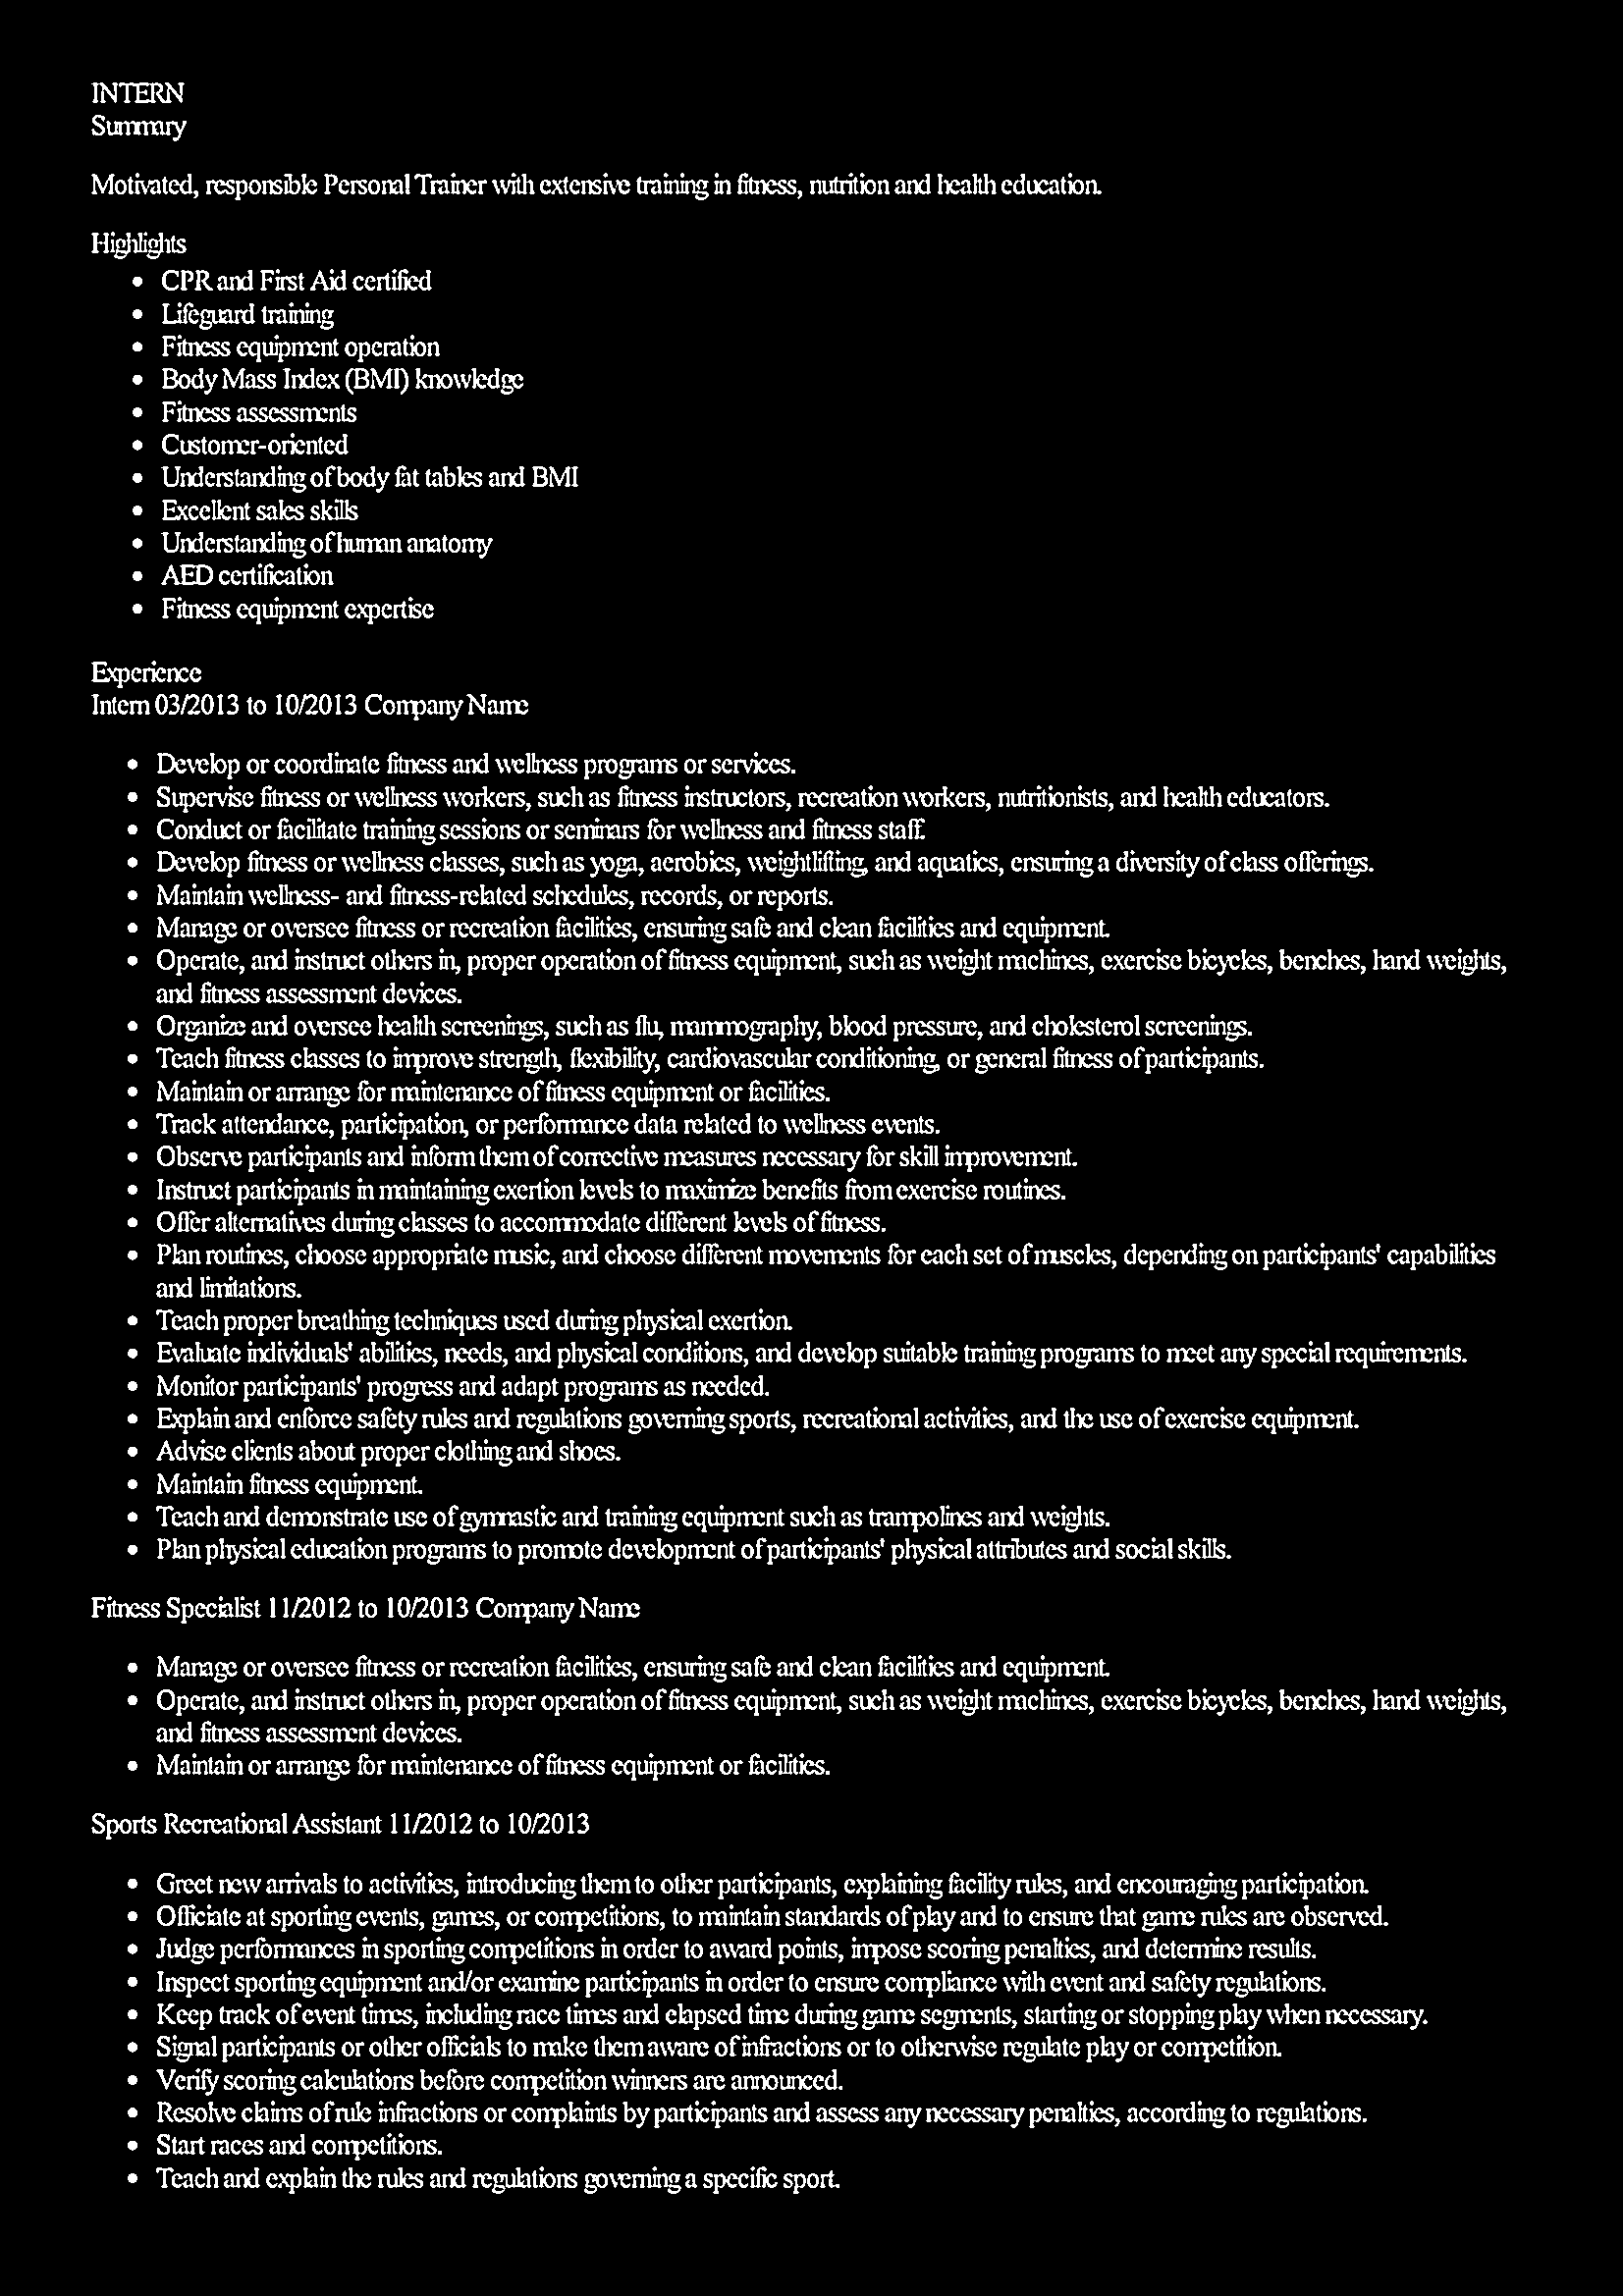 INTERN
Summary
Motivated, responsible Personal Trainer with extensive training in fitness, nutrition and health education.
Highlights
• CPR and First Aid certified
• Lifeguard training
• Fitness equipment operation
• Body Mass Index (BMI) knowledge
• Fitness assessments
• Customer-oriented
• Understanding of body fat tables and BMI
• Excellent sales skills
• Understanding of human anatomy
• AED certification
• Fitness equipment expertise
Experience
Intern 03/2013 to 10/2013 Company Name
• Develop or coordinate fitness and wellness programs or services.
• Supervise fitness or wellness workers, such as fitness instructors, recreation workers, nutritionists, and health educators.
• Conduct or facilitate training sessions or seminars for wellness and fitness staff.
• Develop fitness or wellness classes, such as yoga, aerobics, weightlifting, and aquatics, ensuring a diversity of class offerings.
• Maintain wellness- and fitness-related schedules, records, or reports.
• Manage or oversee fitness or recreation facilities, ensuring safe and clean facilities and equipment.
• Operate, and instruct others in, proper operation of fitness equipment, such as weight machines, exercise bicycles, benches, hand weights,
and fitness assessment devices.
• Organize and oversee health screenings, such as flu, mammography, blood pressure, and cholesterol screenings.
• Teach fitness classes to improve strength, flexibility, cardiovascular conditioning, or general fitness of participants.
• Maintain or arrange for maintenance of fitness equipment or facilities.
• Track attendance, participation, or performance data related to wellness events.
• Observe participants and inform them of corrective measures necessary for skill improvement.
• Instruct participants in maintaining exertion levels to maximize benefits from exercise routines.
• Offer alternatives during classes to accommodate different levels of fitness.
• Plan routines, choose appropriate music, and choose different movements for each set of muscles, depending on participants' capabilities
and limitations.
• Teach proper breathing techniques used during physical exertion.
• Evaluate individuals' abilities, needs, and physical conditions, and develop suitable training programs to meet any special requirements.
• Monitor participants' progress and adapt programs as needed.
• Explain and enforce safety rules and regulations governing sports, recreational activities, and the use of exercise equipment.
• Advise clients about proper clothing and shoes.
• Maintain fitness equipment.
• Teach and demonstrate use of gymnastic and training equipment such as trampolines and weights.
• Plan physical education programs to promote development of participants' physical attributes and social skills.
Fitness Specialist 11/2012 to 10/2013 Company Name
• Manage or oversee fitness or recreation facilities, ensuring safe and clean facilities and equipment.
• Operate, and instruct others in, proper operation of fitness equipment, such as weight machines, exercise bicycles, benches, hand weights,
and fitness assessment devices.
• Maintain or arrange for maintenance of fitness equipment or facilities.
Sports Recreational Assistant 11/2012 to 10/2013
• Greet new arrivals to activities, introducing them to other participants, explaining facility rules, and encouraging participation.
• Officiate at sporting events, games, or competitions, to maintain standards of play and to ensure that game rules are observed.
• Judge performances in sporting competitions in order to award points, impose scoring penalties, and determine results.
• Inspect sporting equipment and/or examine participants in order to ensure compliance with event and safety regulations.
• Keep track of event times, including race times and elapsed time during game segments, starting or stopping play when necessary.
• Signal participants or other officials to make them aware of infractions or to otherwise regulate play or competition.
• Verify scoring calculations before competition winners are announced.
• Resolve claims of rule infractions or complaints by participants and assess any necessary penalties, according to regulations.
• Start races and competitions.
• Teach and explain the rules and regulations governing a specific sport.